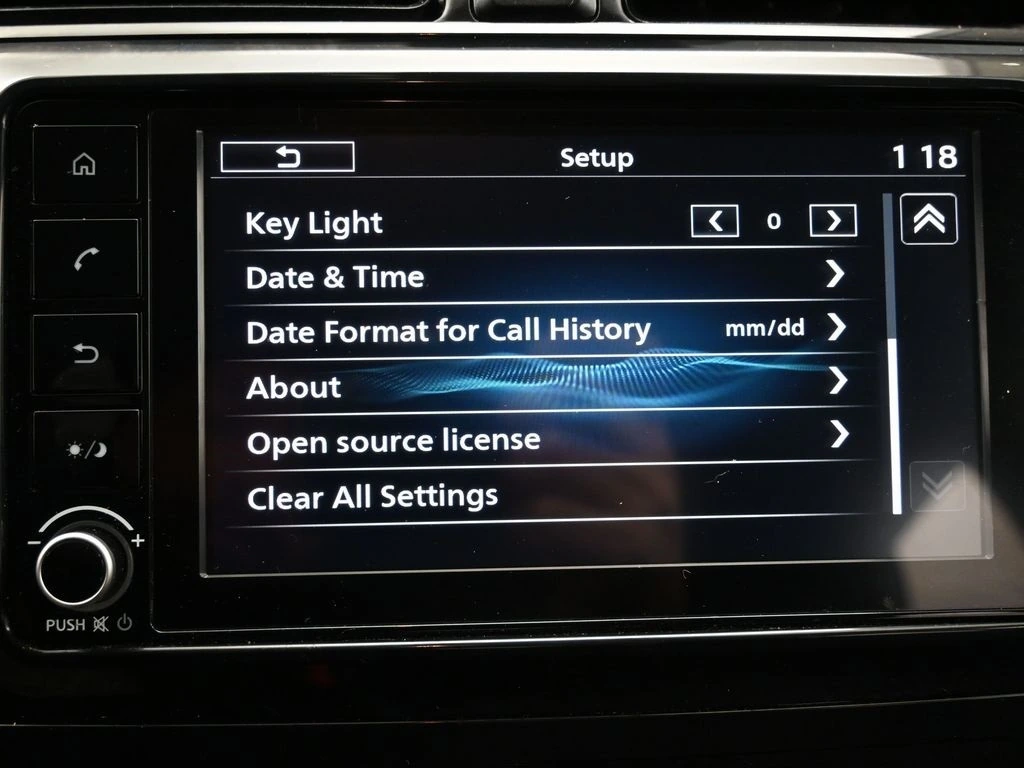 Setup
1 18
Key Light 0
Date & Time
Date Format for Call History mm/dd
About
Open source license
Clear All Settings
- +
PUSH